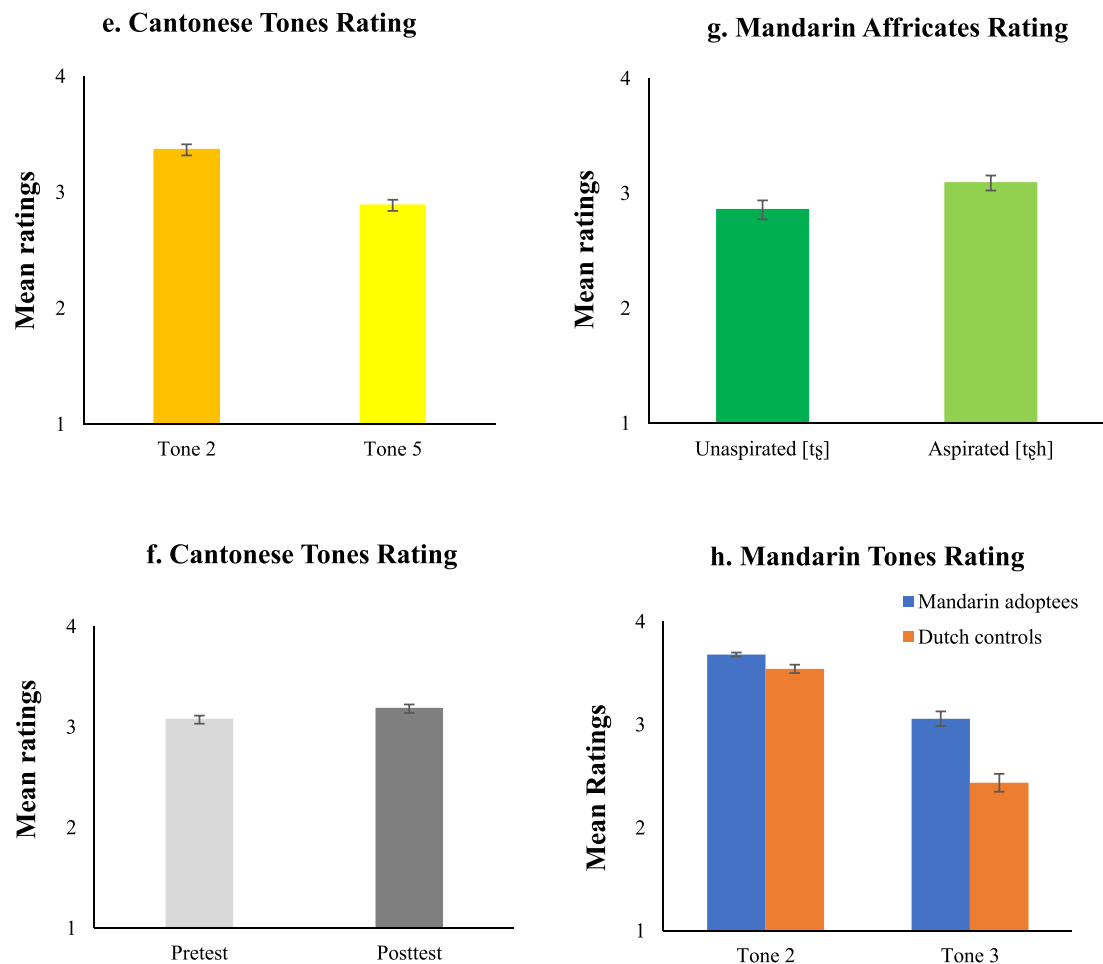 e. Cantonese Tones Rating
4
3
2
1
Mean ratings
Tone 2
Tone 5
g. Mandarin Affricates Rating
4
3
2
1
Mean ratings
Unaspirated [tʂ]
Aspirated [tʂh]
f. Cantonese Tones Rating
4
3
2
1
Mean ratings
Pretest
Posttest
h. Mandarin Tones Rating
Mandarin adoptees
Dutch controls
4
3
2
1
Mean Ratings
Tone 2
Tone 3